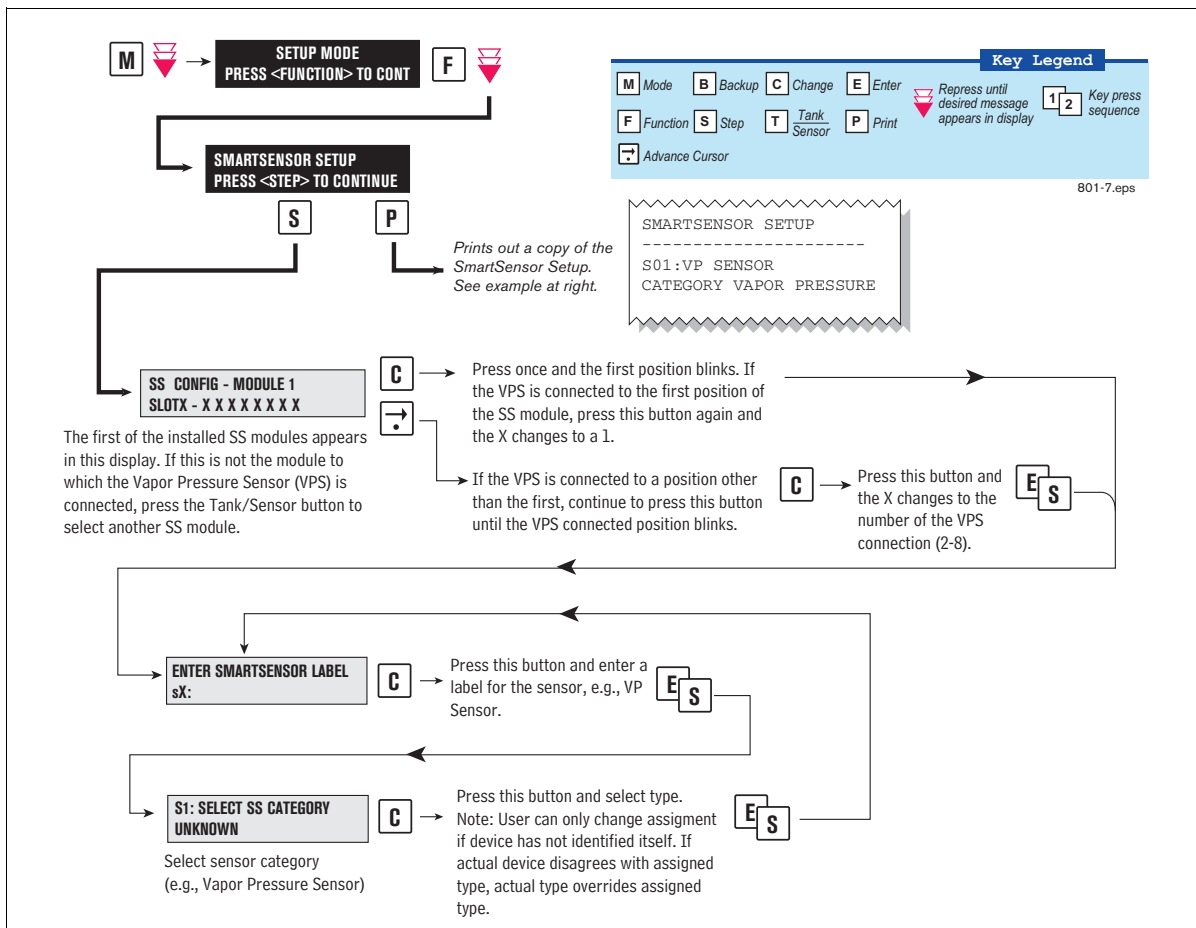 M
SETUP MODE
PRESS <FUNCTION> TO CONT
F
Key Legend
M Mode
B Backup
C Change
E Enter
Repress until
desired message
appears in display
1 2
Key press
sequence
F Function
S Step
T Tank
Sensor
P Print
Advance Cursor
801-7.eps
SMARTSENSOR SETUP
PRESS <STEP> TO CONTINUE
S
P
Prints out a copy of the
SmartSensor Setup.
See example at right.
SMARTSENSOR SETUP
----------------------
S01:VP SENSOR
CATEGORY VAPOR PRESSURE
SS CONFIG - MODULE 1
SLOTX - X X X X X X X X
The first of the installed SS modules appears
in this display. If this is not the module to
which the Vapor Pressure Sensor (VPS) is
connected, press the Tank/Sensor button to
select another SS module.
C
Press once and the first position blinks. If
the VPS is connected to the first position of
the SS module, press this button again and
the X changes to a 1.
If the VPS is connected to a position other
than the first, continue to press this button
until the VPS connected position blinks.
C
Press this button and
the X changes to the
number of the VPS
connection (2-8).
E
S
ENTER SMARTSENSOR LABEL
sX:
C
Press this button and enter a
label for the sensor, e.g., VP
Sensor.
E
S
S1: SELECT SS CATEGORY
UNKNOWN
Select sensor category
(e.g., Vapor Pressure Sensor)
C
Press this button and select type.
Note: User can only change assigment
if device has not identified itself. If
actual device disagrees with assigned
type, actual type overrides assigned
type.
E
S